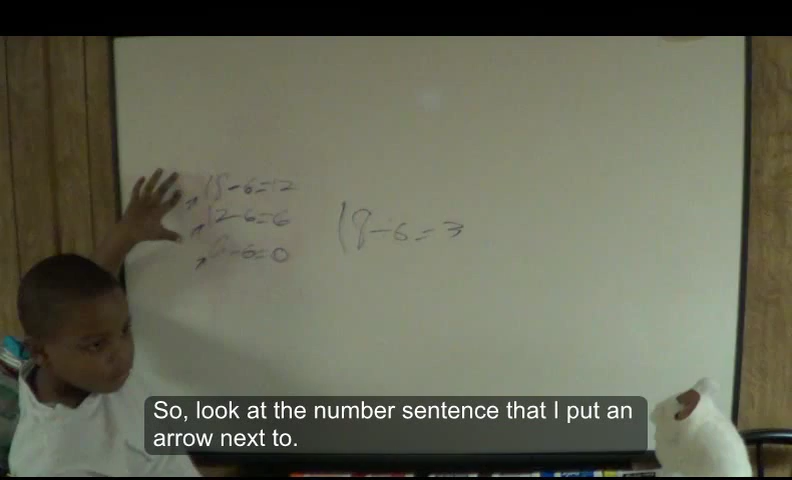 18-6=12
12-6=6
6-6=0
18-6=3
So, look at the number sentence that I put an
arrow next to.